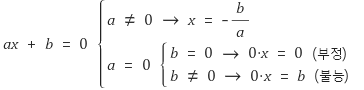 a ≠ 0 → x = -b/a
ax + b = 0
a = 0
b = 0 → 0·x = 0 (부정)
b ≠ 0 → 0·x = b (불능)